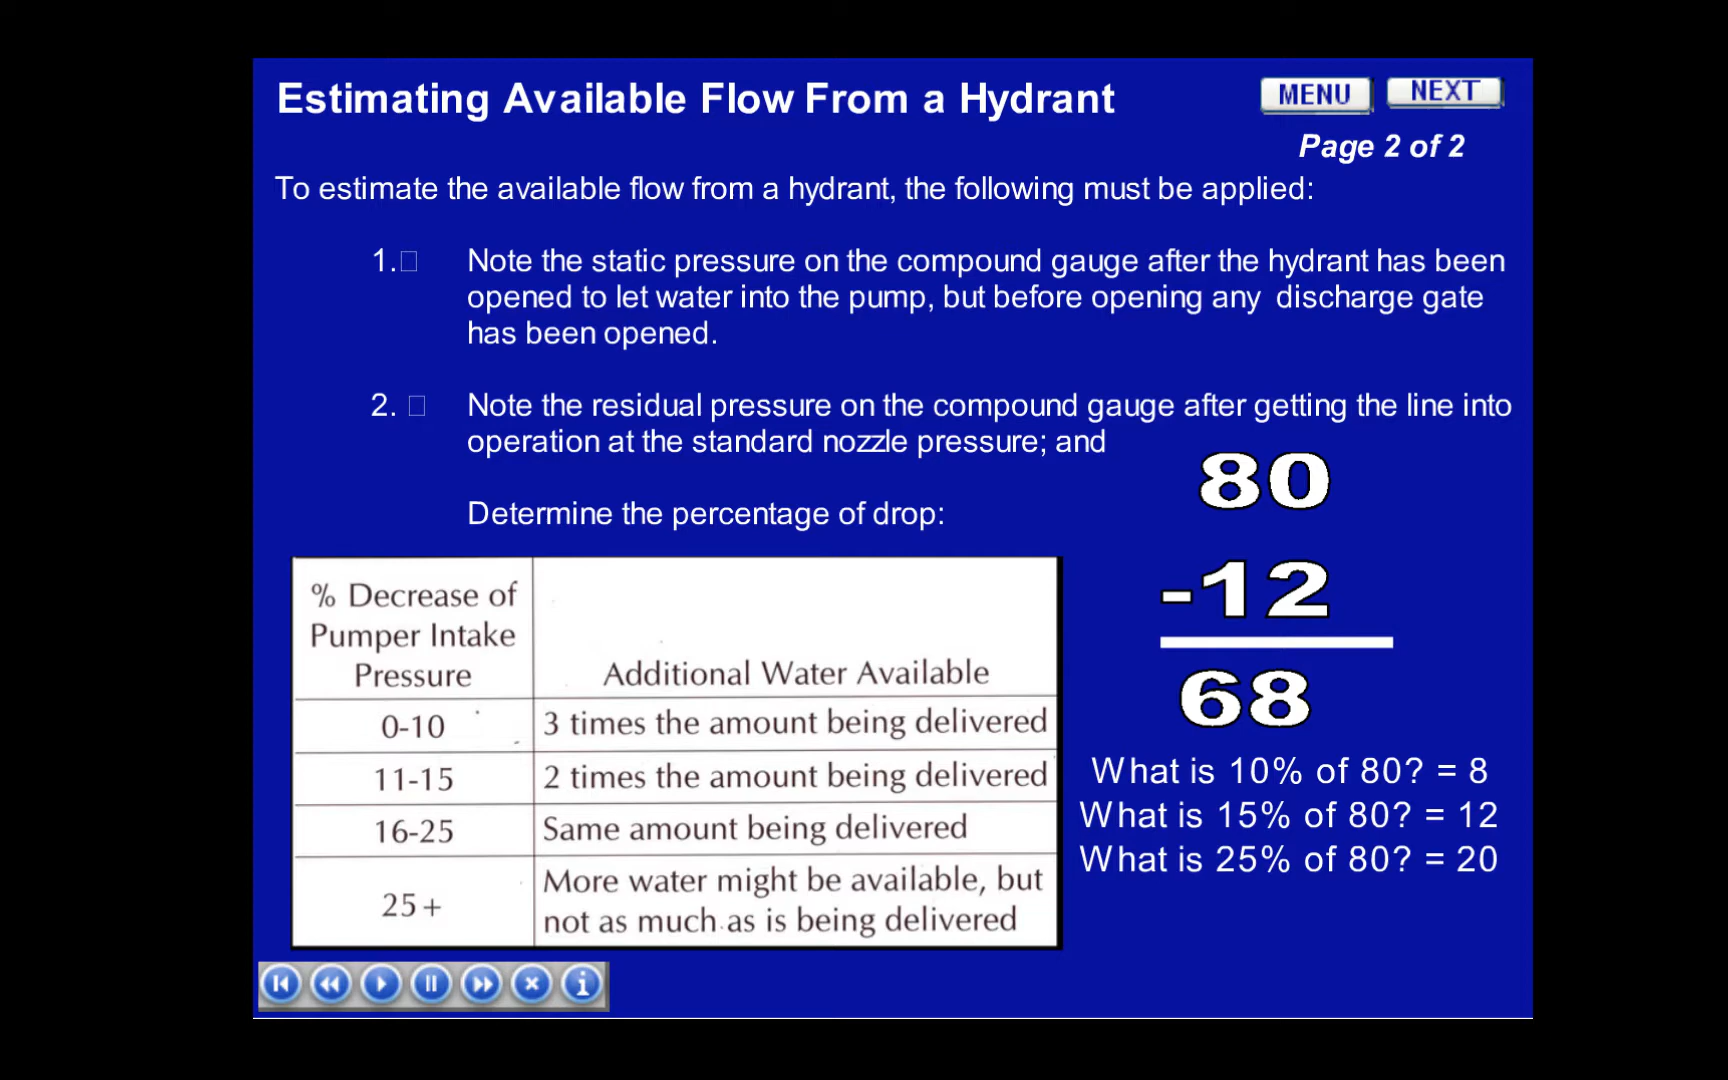 Estimating Available Flow From a Hydrant
MENU
NEXT
Page 2 of 2
To estimate the available flow from a hydrant, the following must be applied:
1. Note the static pressure on the compound gauge after the hydrant has been
opened to let water into the pump, but before opening any discharge gate
has been opened.
2. Note the residual pressure on the compound gauge after getting the line into
operation at the standard nozzle pressure; and
Determine the percentage of drop:
% Decrease of
Pumper Intake
Pressure
Additional Water Available
0-10
3 times the amount being delivered
11-15
2 times the amount being delivered
16-25
Same amount being delivered
25+
More water might be available, but
not as much as is being delivered
80
-12
68
What is 10% of 80? = 8
What is 15% of 80? = 12
What is 25% of 80? = 20